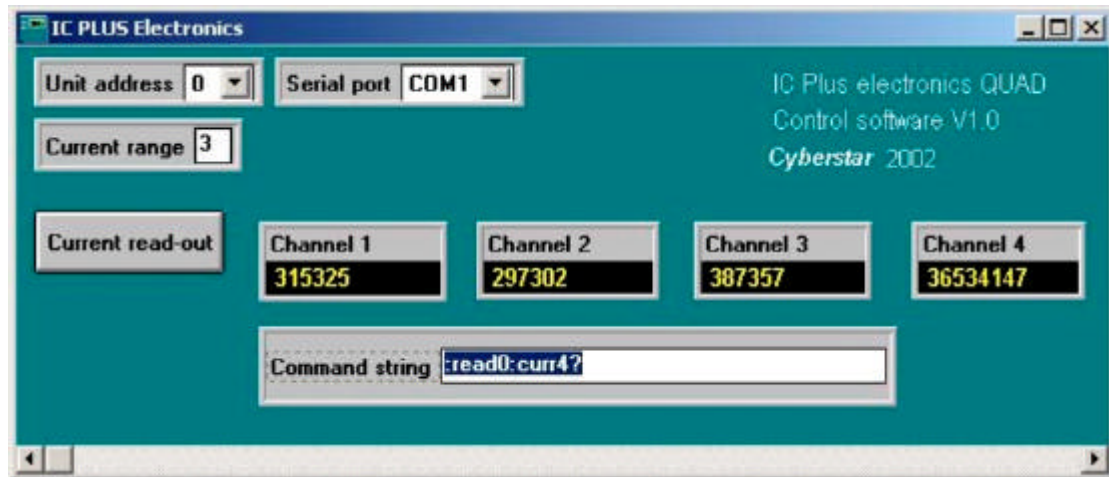 IC PLUS Electronics
Unit address 0
Serial port COM1
IC Plus electronics QUAD
Control software V1.0
Cyberstar 2002
Current range 3
Current read-out
Channel 1
315325
Channel 2
297302
Channel 3
387357
Channel 4
36534147
Command string :read0:curr4?